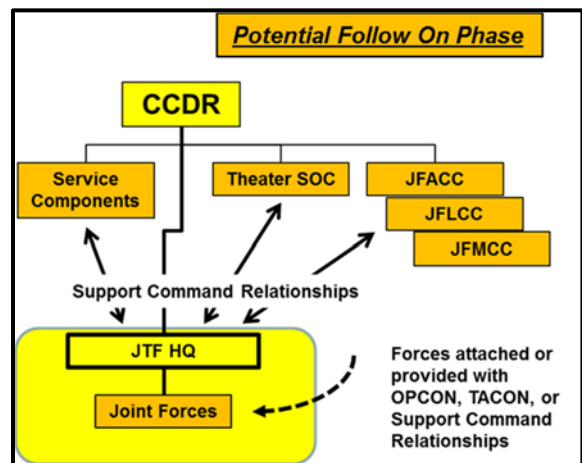 Potential Follow On Phase
CCDR
Service
Components
Theater SOC
JFACC
JFLCC
JFMCC
Support Command Relationships
JTF HQ
Joint Forces
Forces attached or
provided with
OPCON, TACON, or
Support Command
Relationships